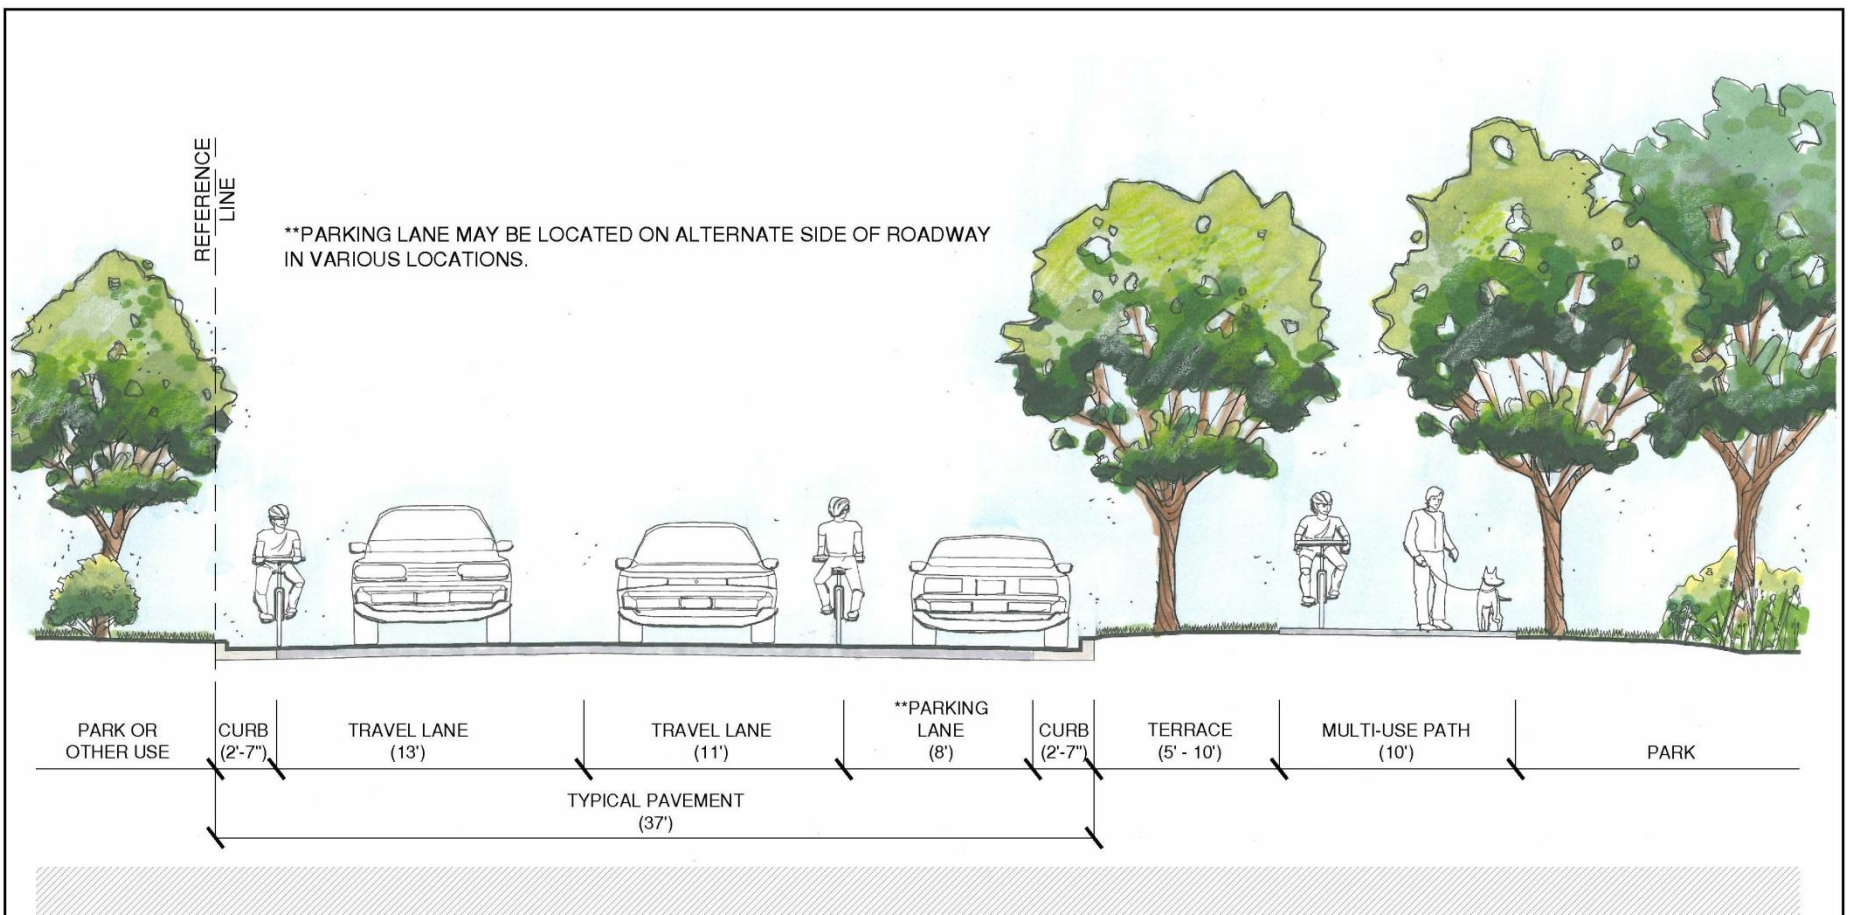 REFERENCE
LINE
**PARKING LANE MAY BE LOCATED ON ALTERNATE SIDE OF ROADWAY
IN VARIOUS LOCATIONS.
PARK OR
OTHER USE
CURB
(2'-7")
TRAVEL LANE
(13')
TRAVEL LANE
(11')
**PARKING
LANE
(8')
CURB
(2'-7")
TERRACE
(5' - 10')
MULTI-USE PATH
(10')
PARK
TYPICAL PAVEMENT
(37')